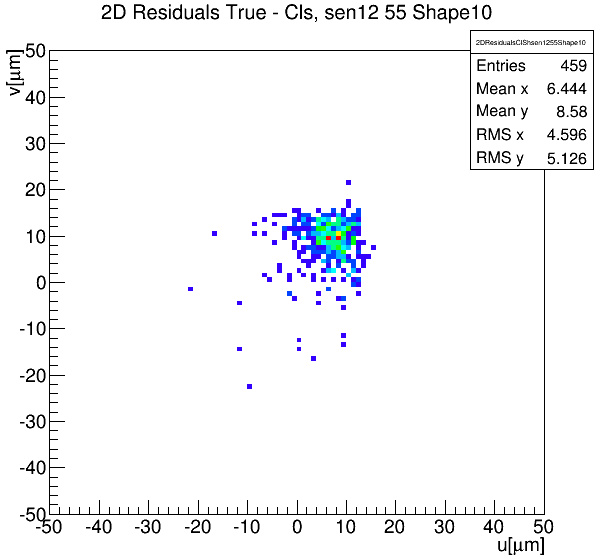 2D Residuals True - Cls, sen12 55 Shape10
2DResidualsClShsen1255Shape10
Entries 459
Mean x 6.444
Mean y 8.58
RMS x 4.596
RMS y 5.126
v[μm]
50
40
30
20
10
0
-10
-20
-30
-40
-50
-50 -40 -30 -20 -10 0 10 20 30 40 50
u[μm]